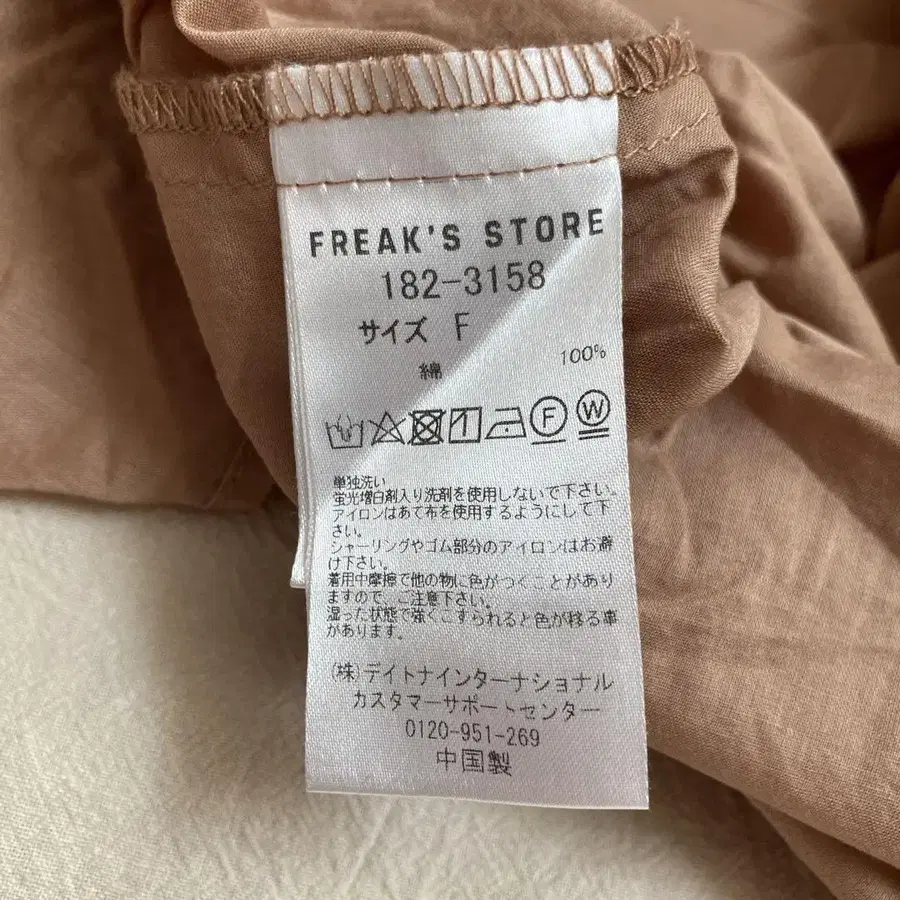 FREAK'S STORE
182-3158
サイズ F
綿 100%
F W
単独洗い
蛍光増白剤入り洗剤を使用しないで下さい。
アイロンはあて布を使用するようにして下
さい。
シャーリングやゴム部分のアイロンはお避
け下さい。
着用中摩擦で他の物に色がつくことがあり
ますので、ご注意下さい。
湿った状態で強くこすられると色が移る事
があります。
(株)デイトナインターナショナル
カスタマーサポートセンター
0120-951-269
中国製